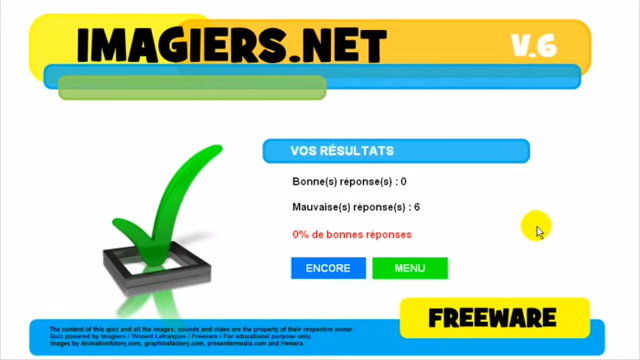 IMAGIERS.NET
V.6
VOS RÉSULTATS
Bonne(s) réponse(s) : 0
Mauvaise(s) réponse(s) : 6
0% de bonnes réponses
ENCORE
MENU
FREEWARE
The content of this quiz and all the images, sounds and video are the property of their respective owner.
Quiz powered by Imagiers / Vincent Lefrançois / Freeware / For educational purpose only.
Images by Animationfatory.com, graphicsfactory.com, presentermedia.com and Hemera.